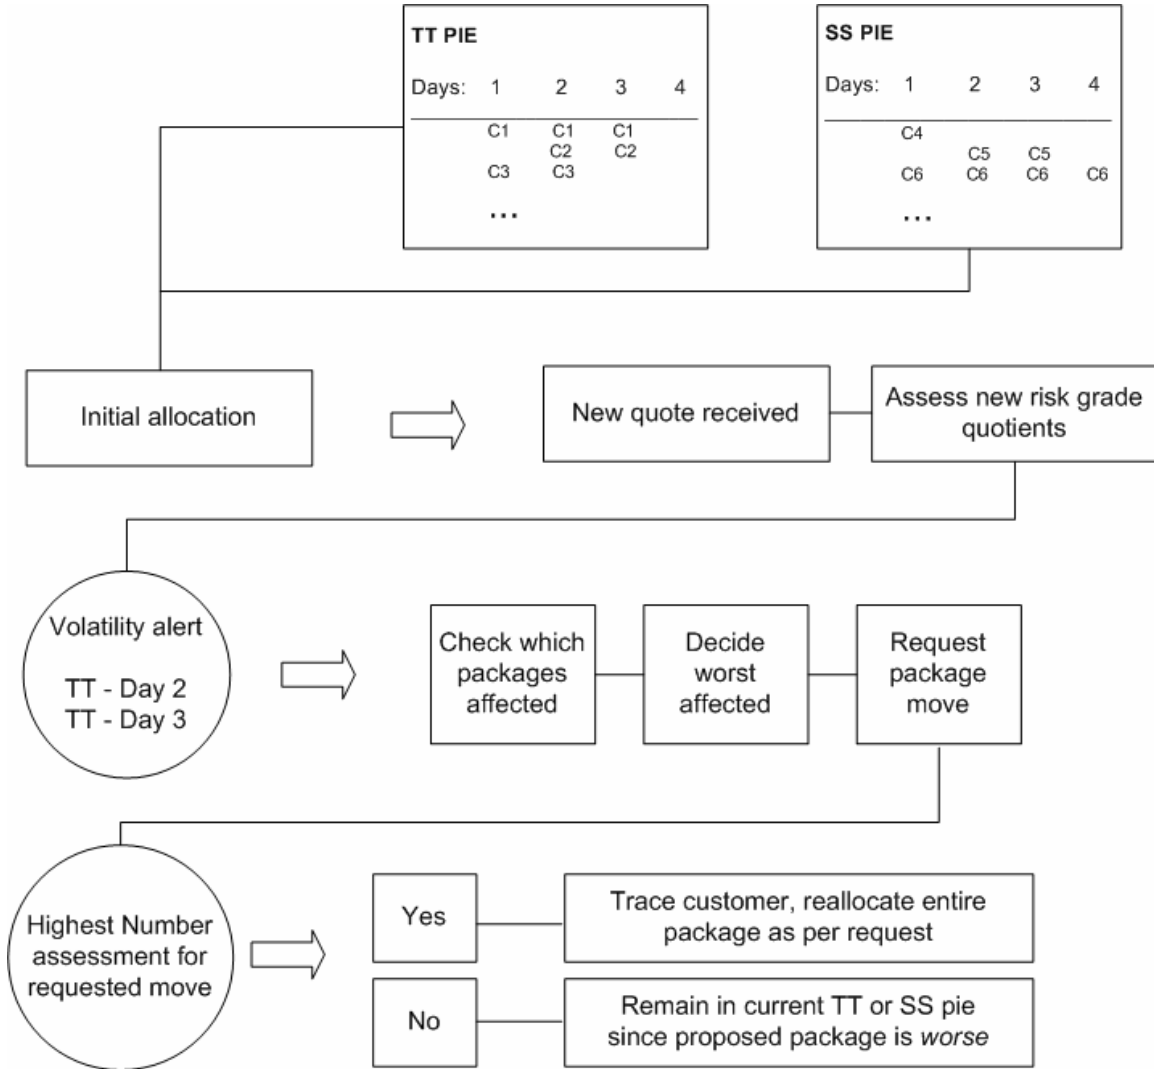 TT PIE
Days: 1 2 3 4
C1 C1 C1
C2 C2
C3 C3
...
SS PIE
Days: 1 2 3 4
C4
C5 C5
C6 C6 C6 C6
...
Initial allocation
New quote received
Assess new risk grade
quotients
Volatility alert
TT - Day 2
TT - Day 3
Check which
packages
affected
Decide
worst
affected
Request
package
move
Highest Number
assessment for
requested move
Yes
Trace customer, reallocate entire
package as per request
No
Remain in current TT or SS pie
since proposed package is worse